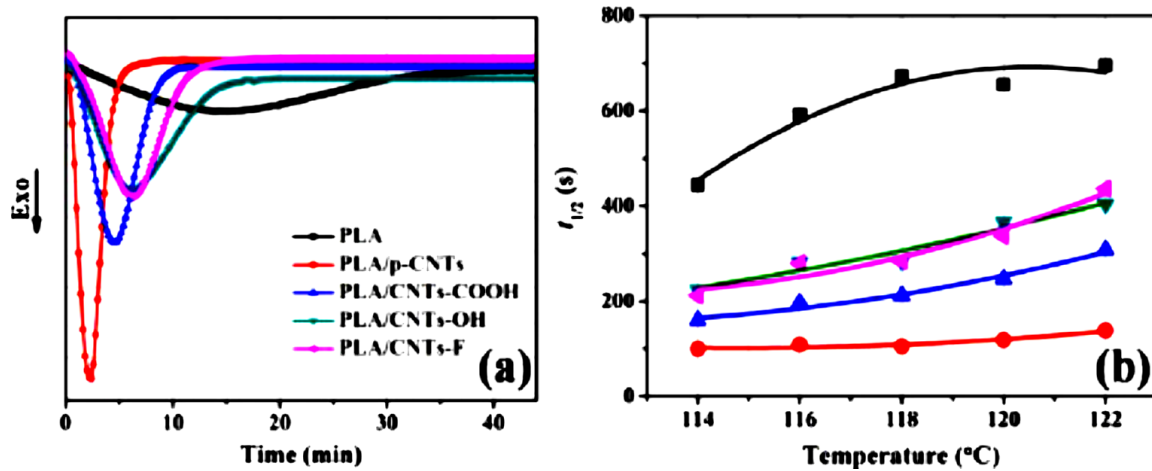 Exo
PLA
PLA/p-CNTs
PLA/CNTs-COOH
PLA/CNTs-OH
PLA/CNTs-F
(a)
0 10 20 30 40
Time (min)
800
600
400
200
0
t1/2 (s)
(b)
114 116 118 120 122
Temperature (°C)